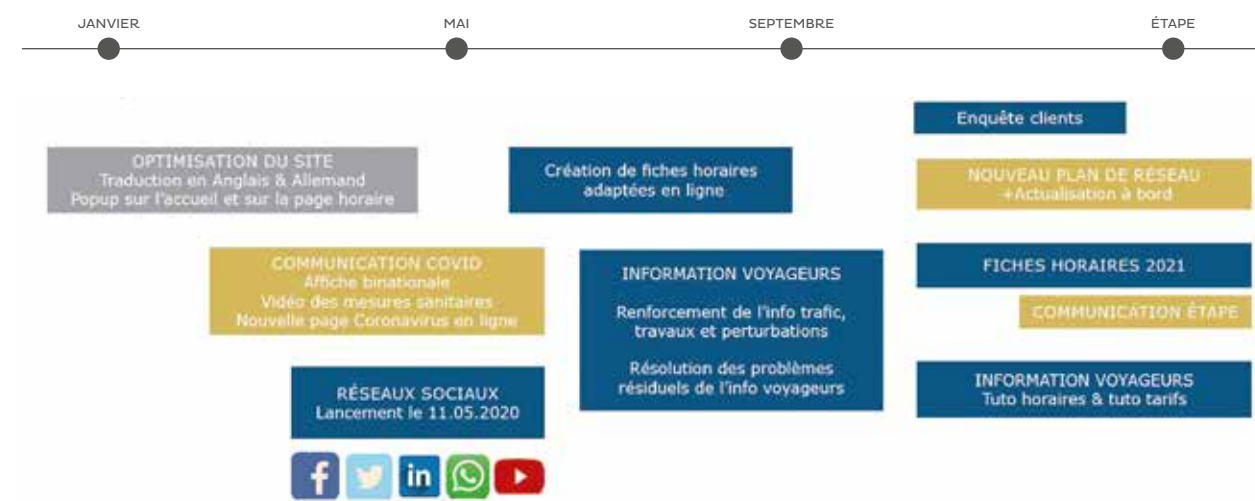 JANVIER
MAI
SEPTEMBRE
ÉTAPE
OPTIMISATION DU SITE
Traduction en Anglais & Allemand
Popup sur l'accueil et sur la page horaire
COMMUNICATION COVID
Affiche binationale
Vidéo des mesures sanitaires
Nouvelle page Coronavirus en ligne
RÉSEAUX SOCIAUX
Lancement le 11.05.2020
f
in
Création de fiches horaires
adaptées en ligne
INFORMATION VOYAGEURS
Renforcement de l'info trafic,
travaux et perturbations
Résolution des problèmes
résiduels de l'info voyageurs
Enquête clients
NOUVEAU PLAN DE RÉSEAU
+Actualisation à bord
FICHES HORAIRES 2021
COMMUNICATION ÉTAPE
INFORMATION VOYAGEURS
Tuto horaires & tuto tarifs